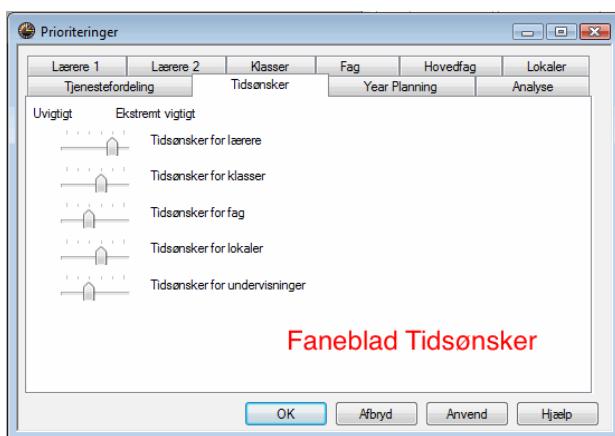 Prioriteringer
Lærere 1 Lærere 2 Klasser Fag Hovedfag Lokaler
Tjenestefordeling Tidsønsker Year Planning Analyse
Uvigtigt Ekstremt vigtigt
Tidsønsker for lærere
Tidsønsker for klasser
Tidsønsker for fag
Tidsønsker for lokaler
Tidsønsker for undervisninger
Faneblad Tidsønsker
OK Afbryd Anvend Hjælp